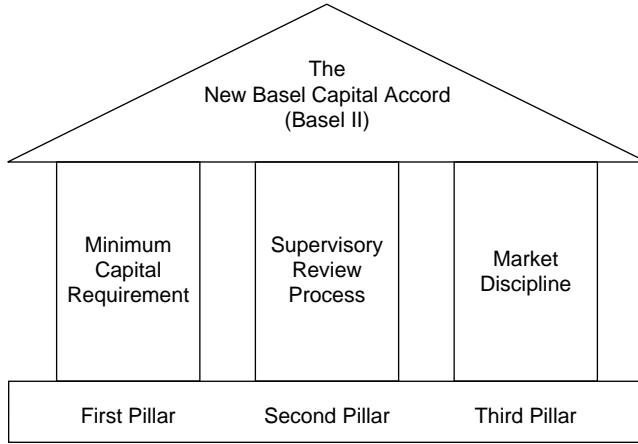 The
New Basel Capital Accord
(Basel II)
Minimum
Capital
Requirement
Supervisory
Review
Process
Market
Discipline
First Pillar
Second Pillar
Third Pillar